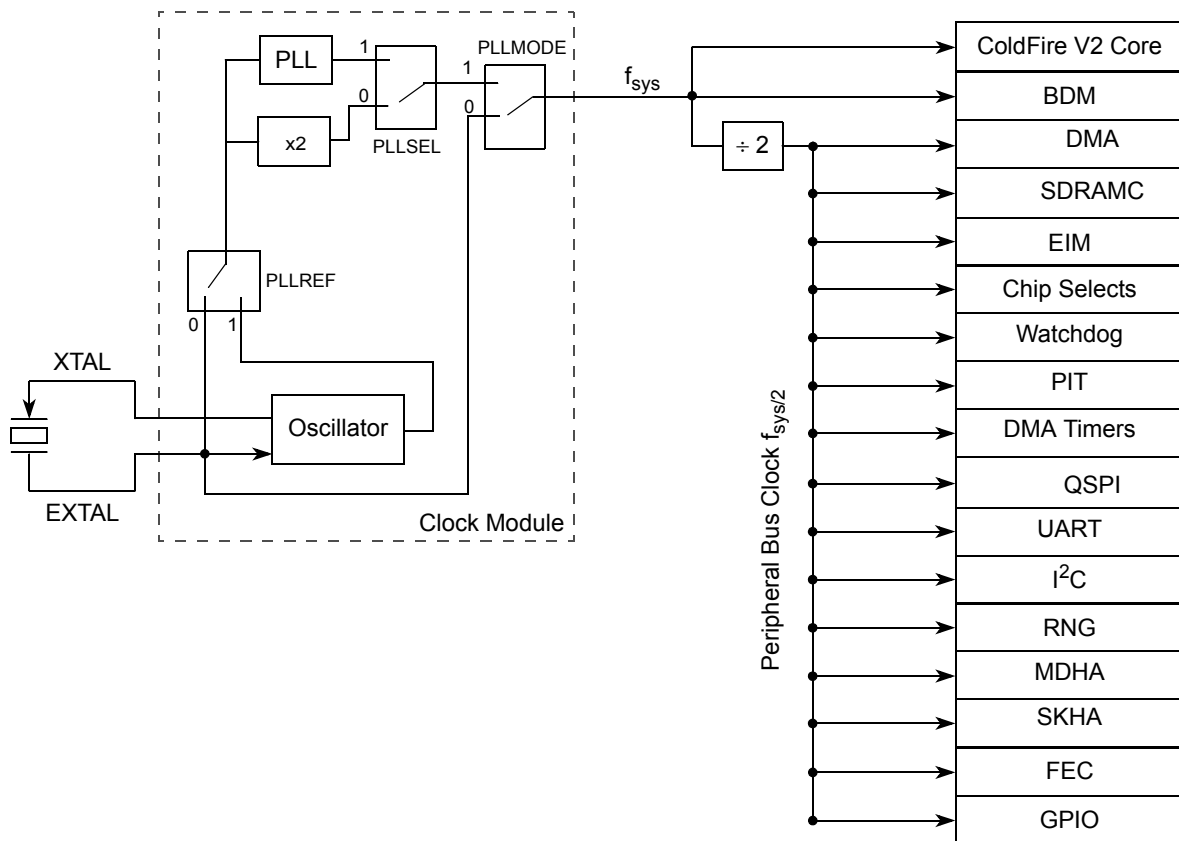 PLL
1
0
x2
PLLSEL
PLLMODE
1
0
PLLREF
0
1
XTAL
EXTAL
Oscillator
Clock Module
fsys
÷ 2
Peripheral Bus Clock fsys/2
ColdFire V2 Core
BDM
DMA
SDRAMC
EIM
Chip Selects
Watchdog
PIT
DMA Timers
QSPI
UART
I²C
RNG
MDHA
SKHA
FEC
GPIO